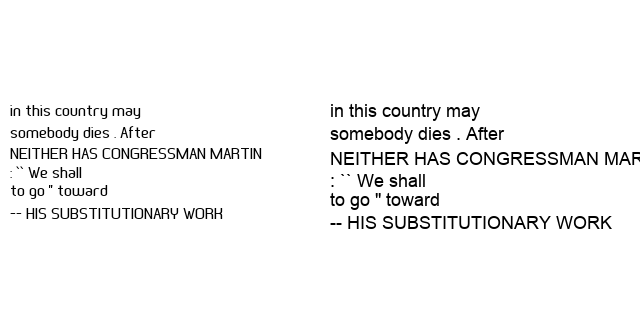 in this country may
somebody dies . After
NEITHER HAS CONGRESSMAN MARTIN
: `` We shall
to go " toward
-- HIS SUBSTITUTIONARY WORK
in this country may
somebody dies . After
NEITHER HAS CONGRESSMAN MAR
: `` We shall
to go " toward
-- HIS SUBSTITUTIONARY WORK